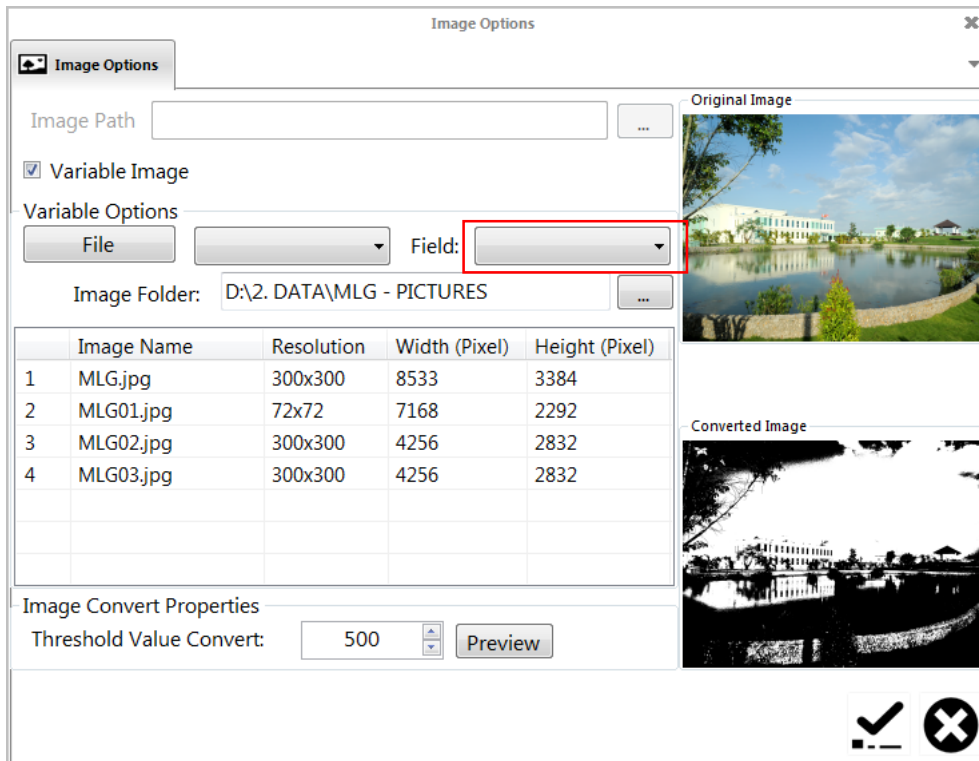 Image Options
Image Options
Image Path
...
Variable Image
Variable Options
File
Field:
Image Folder: D:\2. DATA\MLG - PICTURES ...
Image Name Resolution Width (Pixel) Height (Pixel)
1 MLG.jpg 300x300 8533 3384
2 MLG01.jpg 72x72 7168 2292
3 MLG02.jpg 300x300 4256 2832
4 MLG03.jpg 300x300 4256 2832
Image Convert Properties
Threshold Value Convert: 500 Preview
Original Image
Converted Image